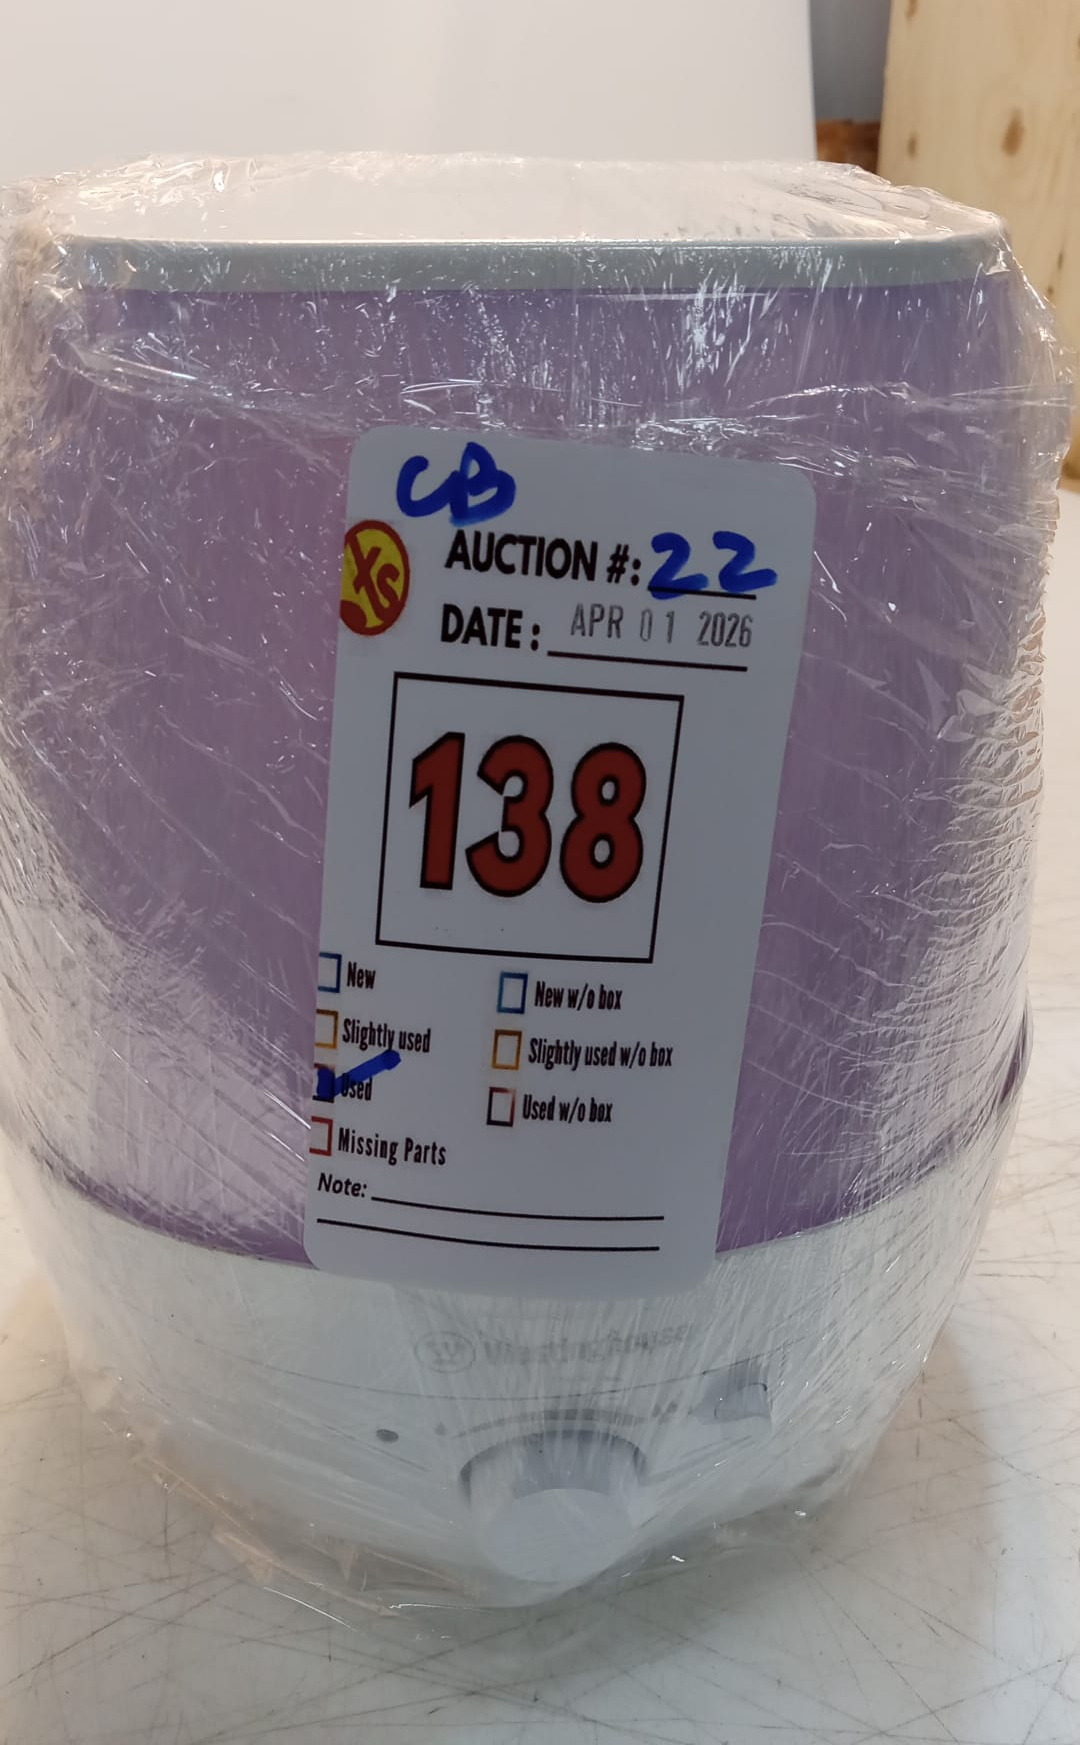 CB
XS
AUCTION #: 22
DATE: APR 01 2026
138
New
New w/o box
Slightly used
Slightly used w/o box
Used
Used w/o box
Missing Parts
Note:
Westinghouse